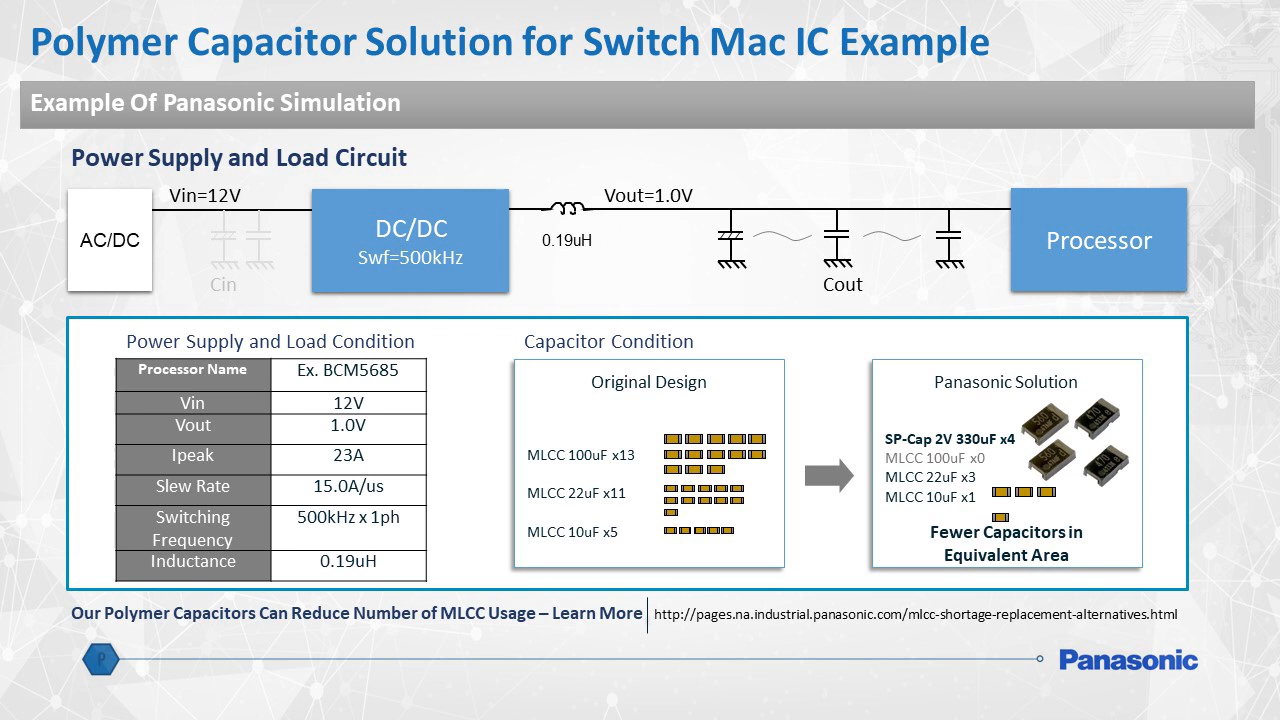 Polymer Capacitor Solution for Switch Mac IC Example
Example Of Panasonic Simulation
Power Supply and Load Circuit
AC/DC
Vin=12V
Cin
DC/DC
Swf=500kHz
0.19uH
Vout=1.0V
Cout
Processor
Power Supply and Load Condition
Processor Name Ex. BCM5685
Vin 12V
Vout 1.0V
Ipeak 23A
Slew Rate 15.0A/us
Switching 500kHz x 1ph
Frequency
Inductance 0.19uH
Capacitor Condition
Original Design
MLCC 100uF x13
MLCC 22uF x11
MLCC 10uF x5
Panasonic Solution
SP-Cap 2V 330uF x4
MLCC 100uF x0
MLCC 22uF x3
MLCC 10uF x1
Fewer Capacitors in
Equivalent Area
Our Polymer Capacitors Can Reduce Number of MLCC Usage – Learn More
http://pages.na.industrial.panasonic.com/mlcc-shortage-replacement-alternatives.html
P
Panasonic